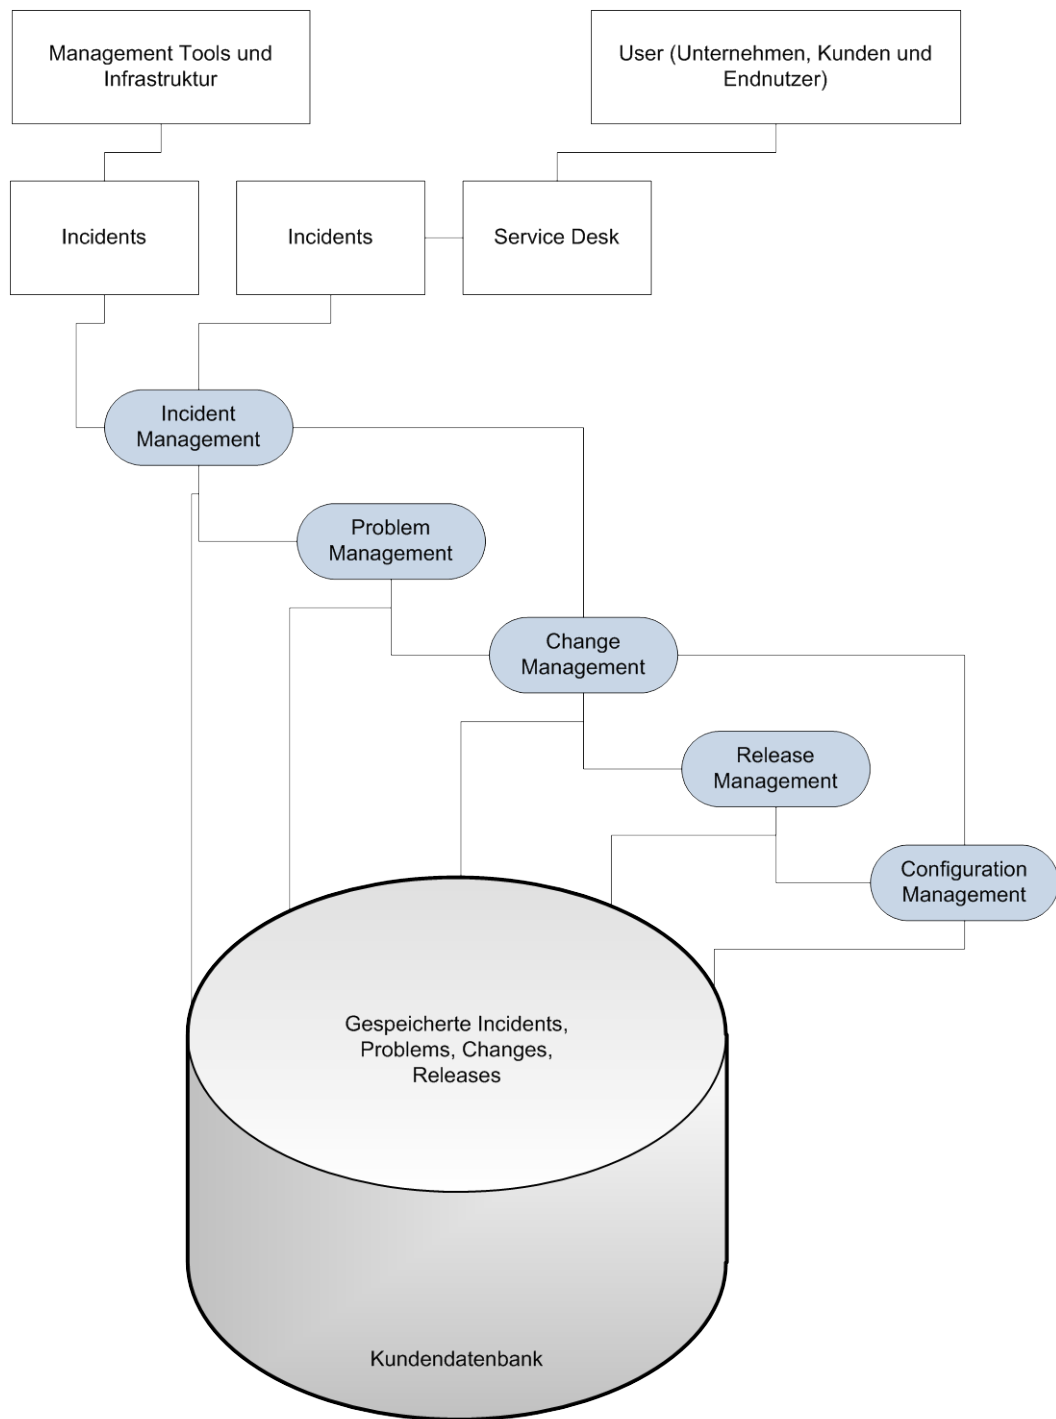 Management Tools und
Infrastruktur
User (Unternehmen, Kunden und
Endnutzer)
Incidents
Incidents
Service Desk
Incident
Management
Problem
Management
Change
Management
Release
Management
Configuration
Management
Gespeicherte Incidents,
Problems, Changes,
Releases
Kundendatenbank